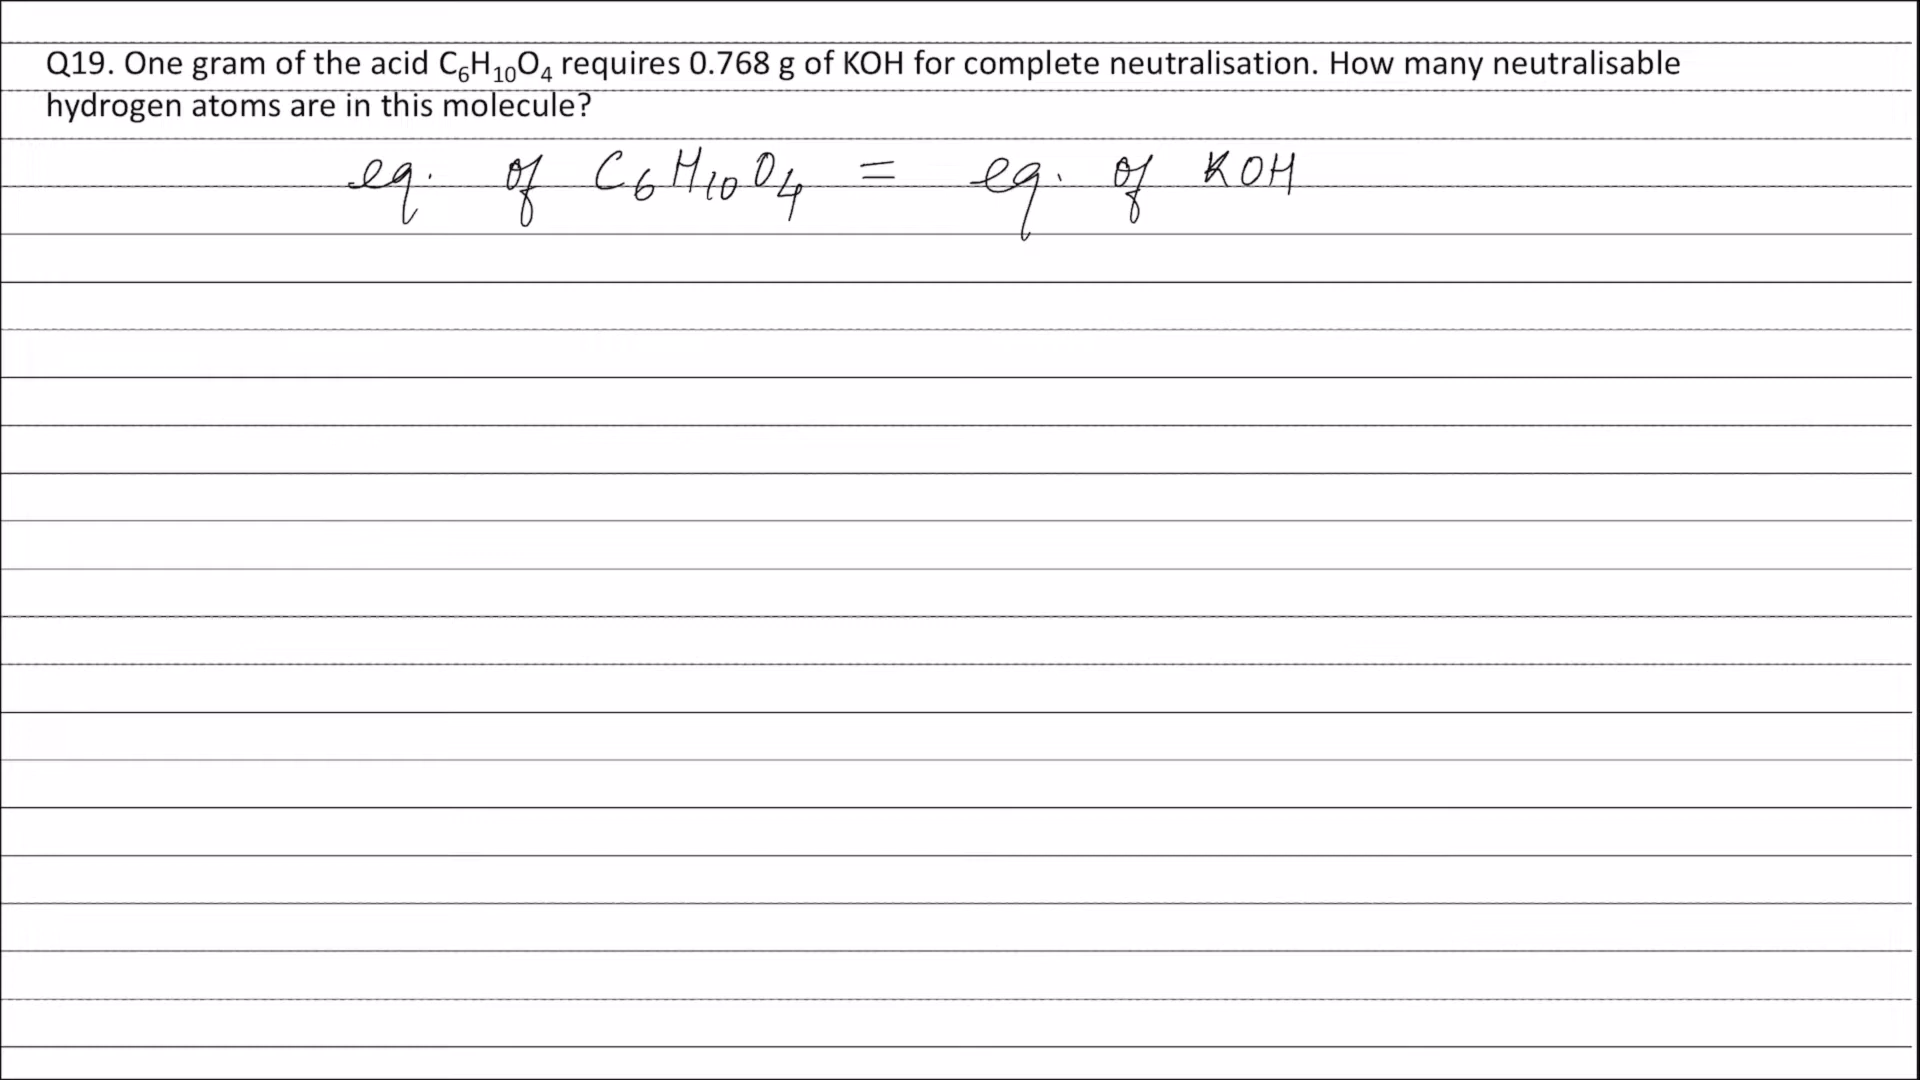 Q19. One gram of the acid C₆H₁₀O₄ requires 0.768 g of KOH for complete neutralisation. How many neutralisable
hydrogen atoms are in this molecule?
eq. of C₆H₁₀O₄ = eq. of KOH